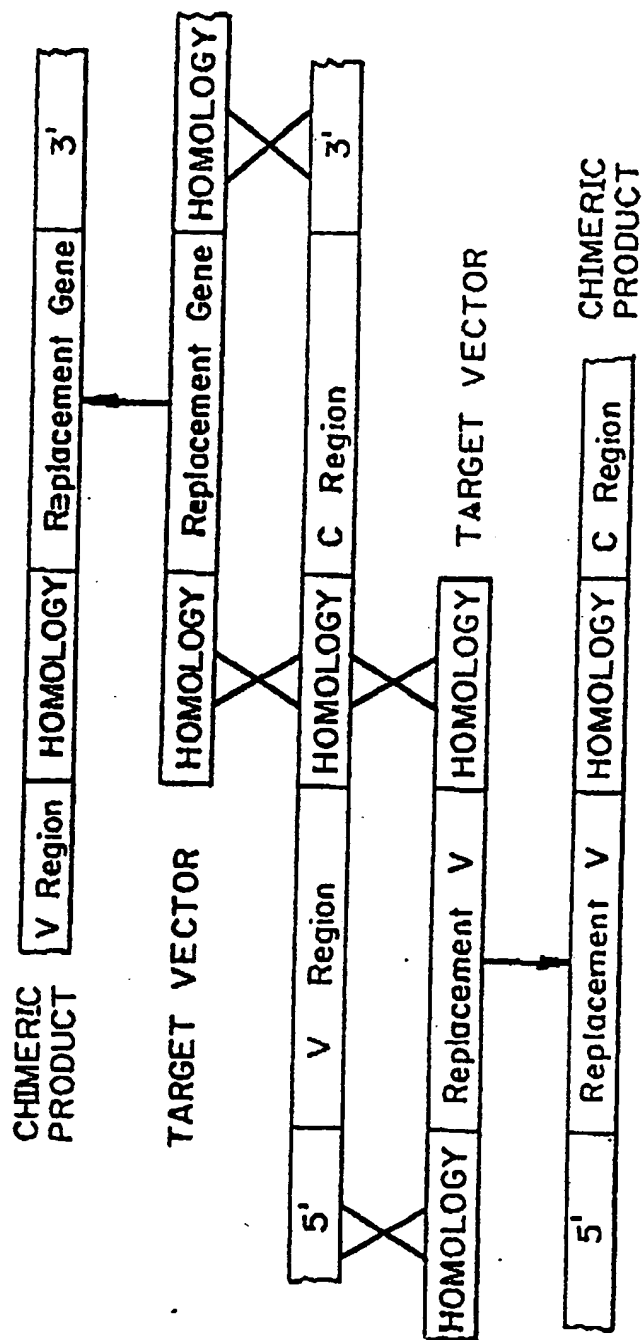 CHIMERIC
PRODUCT
V Region HOMOLOGY Replacement Gene 3'
TARGET VECTOR
HOMOLOGY Replacement Gene HOMOLOGY
5' V Region HOMOLOGY C Region 3'
HOMOLOGY Replacement V HOMOLOGY
TARGET VECTOR
5' Replacement V HOMOLOGY C Region
CHIMERIC
PRODUCT